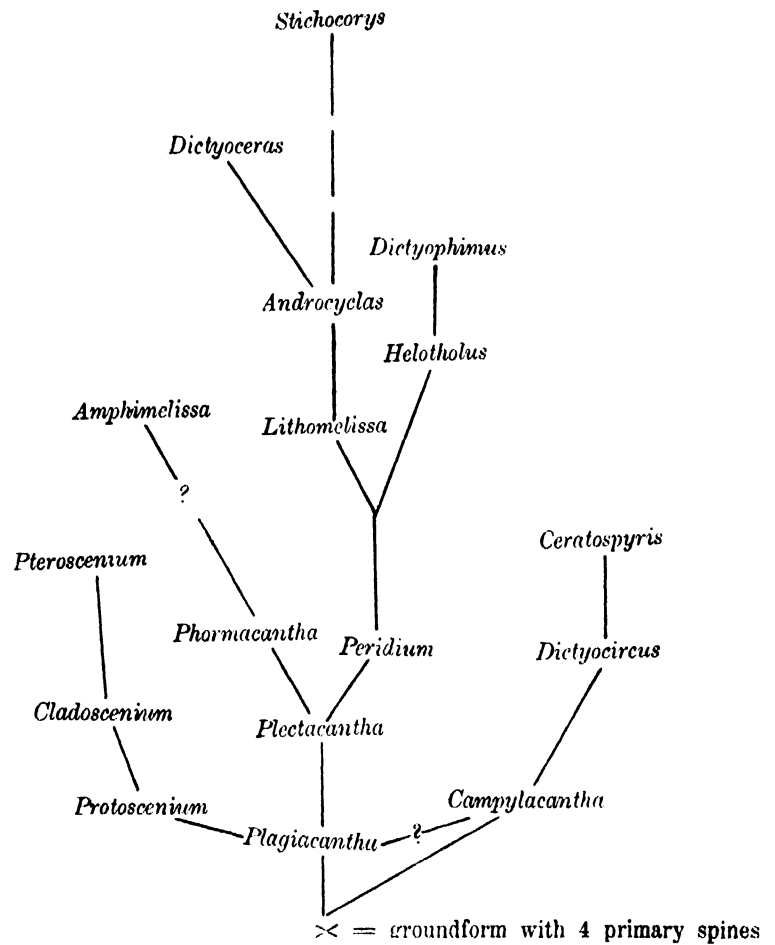 Stichocorys
Dictyoceras
Dictyophimus
Androcyclas
Helotholus
Amphimelissa
Lithomelissa
?
Ceratospyris
Pteroscenium
Phormacantha
Peridium
Dictyocircus
Cladoscenium
Plectacantha
Campylacantha
Protoscenium
?
Plagiacantha
>< = groundform with 4 primary spines